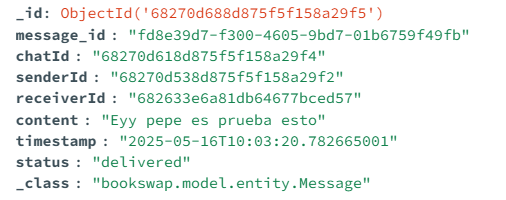 _id: ObjectId('68270d688d875f5f158a29f5')
message_id : "fd8e39d7-f300-4605-9bd7-01b6759f49fb"
chatId : "68270d618d875f5f158a29f4"
senderId : "68270d538d875f5f158a29f2"
receiverId : "682633e6a81db64677bced57"
content : "Eyy pepe es prueba esto"
timestamp : "2025-05-16T10:03:20.782665001"
status : "delivered"
_class : "bookswap.model.entity.Message"